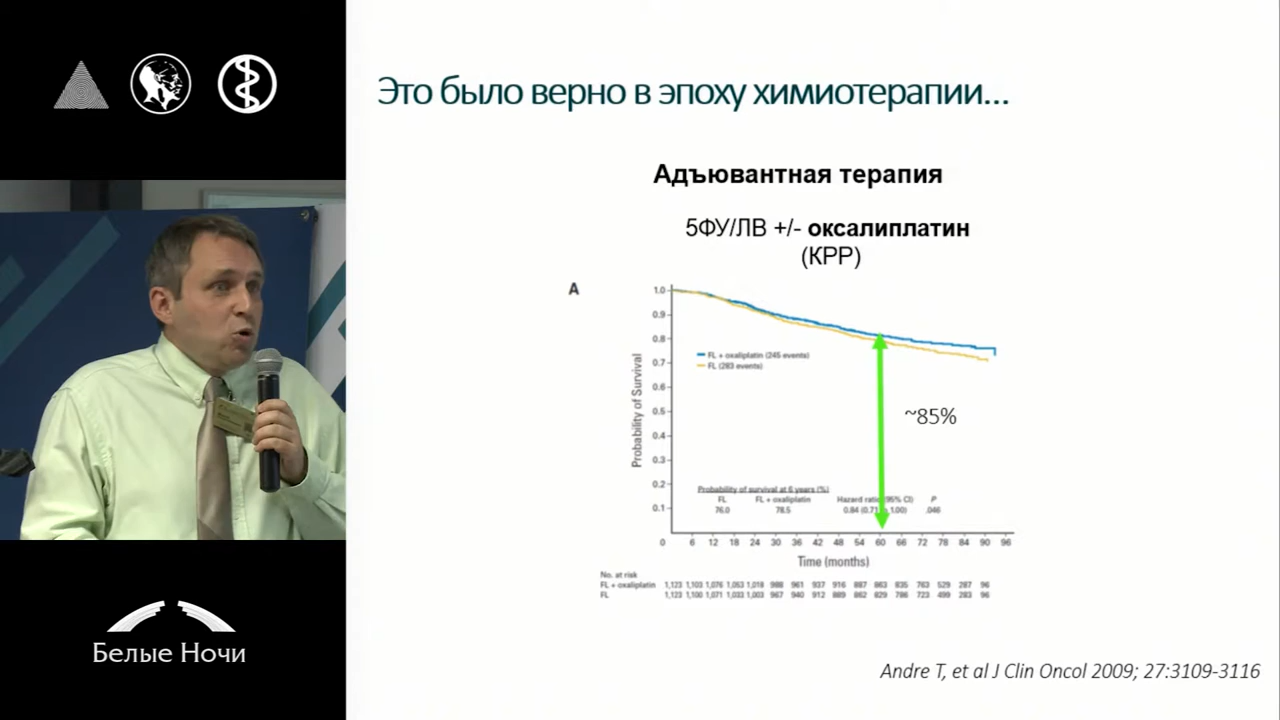 Это было верно в эпоху химиотерапии...
Адъювантная терапия
5ФУ/ЛВ +/- оксалиплатин
(КРР)
A
1.0
0.9
0.8
0.7
0.6
0.5
0.4
0.3
0.2
0.1
Probability of Survival
FL + oxaliplatin (245 events)
FL (283 events)
~85%
Probability of survival at 6 years (%)
FL FL + oxaliplatin Hazard ratio (95% CI) P
76.0 78.5 0.84 (0.71 1.00) .046
0 6 12 18 24 30 36 42 48 54 60 66 72 78 84 90 96
Time (months)
No. at risk
FL + oxaliplatin 1,123 1,103 1,076 1,053 1,018 988 961 937 916 887 863 835 763 529 287 96
FL 1,123 1,100 1,071 1,033 1,003 967 940 912 889 862 829 786 723 499 283 96
Andre T, et al J Clin Oncol 2009; 27:3109-3116
Белые Ночи